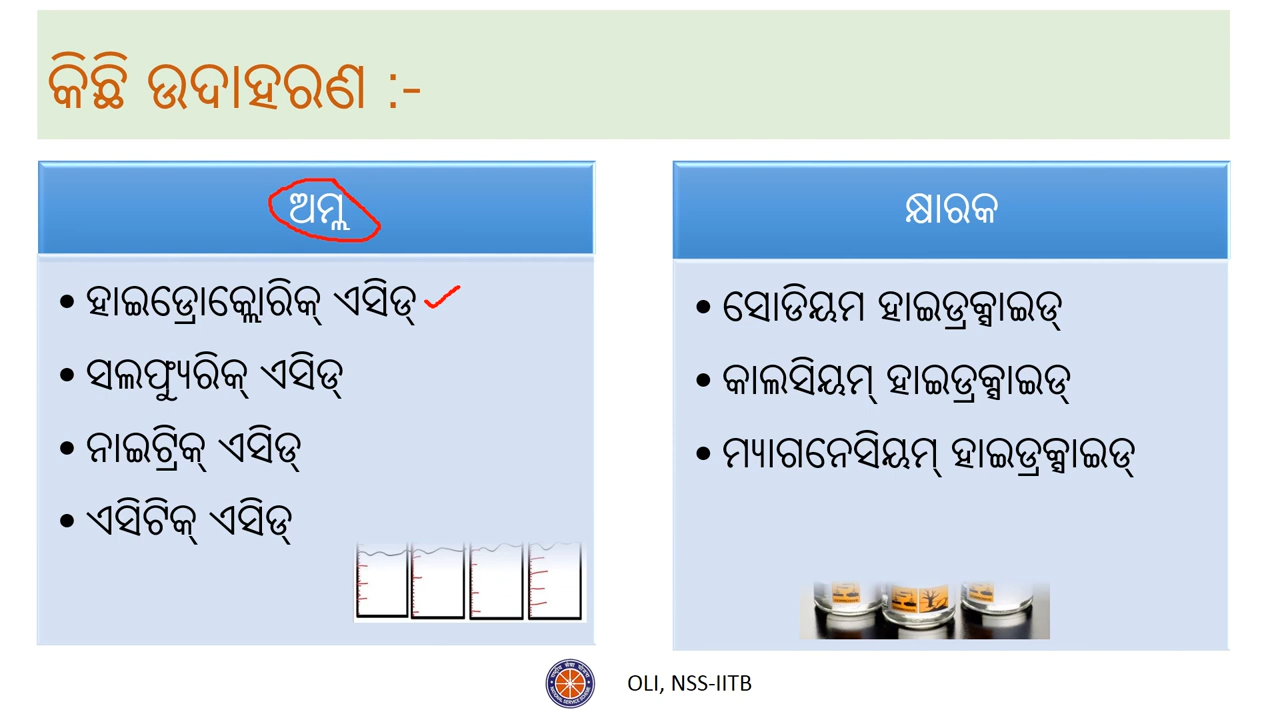 କିଛି ଉଦାହରଣ :-
ଅମ୍ଳ
• ହାଇଡ୍ରୋକ୍ଲୋରିକ୍ ଏସିଡ୍
• ସଲଫ୍ୟୁରିକ୍ ଏସିଡ୍
• ନାଇଟ୍ରିକ୍ ଏସିଡ୍
• ଏସିଟିକ୍ ଏସିଡ୍
କ୍ଷାରକ
• ସୋଡିୟମ ହାଇଡ୍ରକ୍ସାଇଡ୍
• କାଲସିୟମ୍ ହାଇଡ୍ରକ୍ସାଇଡ୍
• ମ୍ୟାଗନେସିୟମ୍ ହାଇଡ୍ରକ୍ସାଇଡ୍
OLI, NSS-IITB